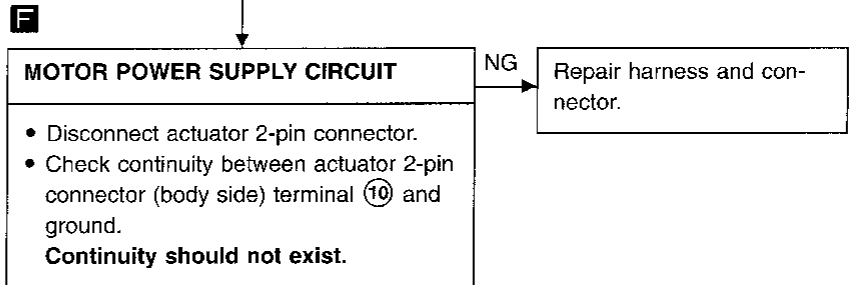 F
MOTOR POWER SUPPLY CIRCUIT
NG
Repair harness and con-
nector.
• Disconnect actuator 2-pin connector.
• Check continuity between actuator 2-pin
connector (body side) terminal ⑩ and
ground.
Continuity should not exist.